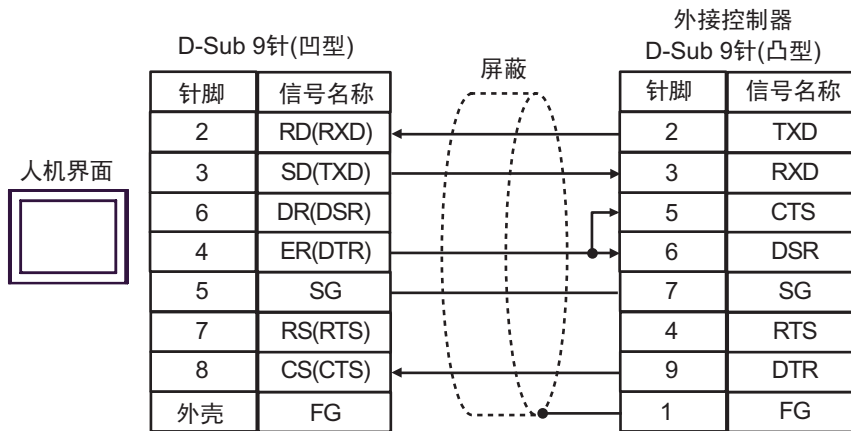 外接控制器
D-Sub 9针(凹型)
D-Sub 9针(凸型)
屏蔽
针脚 信号名称 针脚 信号名称
2 RD(RXD) 2 TXD
人机界面
3 SD(TXD) 3 RXD
6 DR(DSR) 5 CTS
4 ER(DTR) 6 DSR
5 SG 7 SG
7 RS(RTS) 4 RTS
8 CS(CTS) 9 DTR
外壳 FG 1 FG